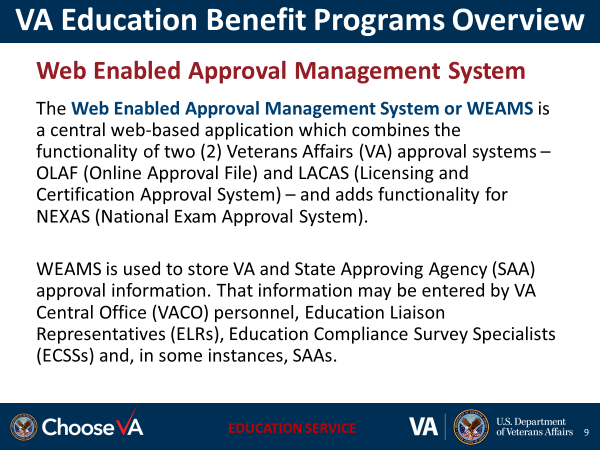 VA Education Benefit Programs Overview
Web Enabled Approval Management System
The Web Enabled Approval Management System or WEAMS is
a central web-based application which combines the
functionality of two (2) Veterans Affairs (VA) approval systems –
OLAF (Online Approval File) and LACAS (Licensing and
Certification Approval System) – and adds functionality for
NEXAS (National Exam Approval System).
WEAMS is used to store VA and State Approving Agency (SAA)
approval information. That information may be entered by VA
Central Office (VACO) personnel, Education Liaison
Representatives (ELRs), Education Compliance Survey Specialists
(ECSSs) and, in some instances, SAAs.
ChooseVA
EDUCATION SERVICE
VA
U.S. Department
of Veterans Affairs
9